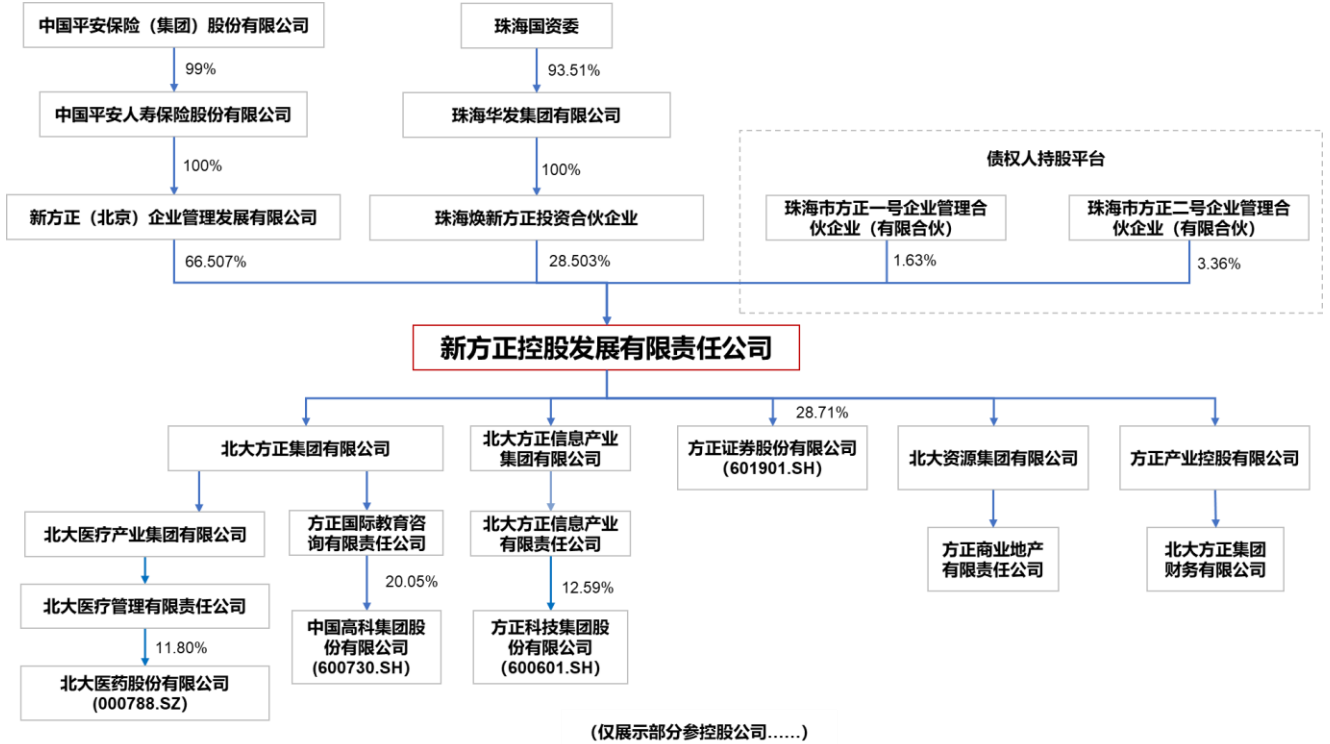 中国平安保险（集团）股份有限公司
珠海国资委
99%
93.51%
中国平安人寿保险股份有限公司
珠海华发集团有限公司
债权人持股平台
100%
100%
新方正（北京）企业管理发展有限公司
珠海焕新方正投资合伙企业
珠海市方正一号企业管理合
伙企业（有限合伙）
珠海市方正二号企业管理合
伙企业（有限合伙）
66.507%
28.503%
1.63%
3.36%
新方正控股发展有限责任公司
28.71%
北大方正集团有限公司
北大方正信息产业
集团有限公司
方正证券股份有限公司
（601901.SH）
北大资源集团有限公司
方正产业控股有限公司
北大医疗产业集团有限公司
方正国际教育咨
询有限责任公司
北大方正信息产业
有限责任公司
方正商业地产
有限责任公司
北大方正集团
财务有限公司
20.05%
12.59%
北大医疗管理有限责任公司
中国高科集团股
份有限公司
(600730.SH)
方正科技集团股
份有限公司
(600601.SH)
11.80%
北大医药股份有限公司
(000788.SZ)
（仅展示部分参控股公司……）